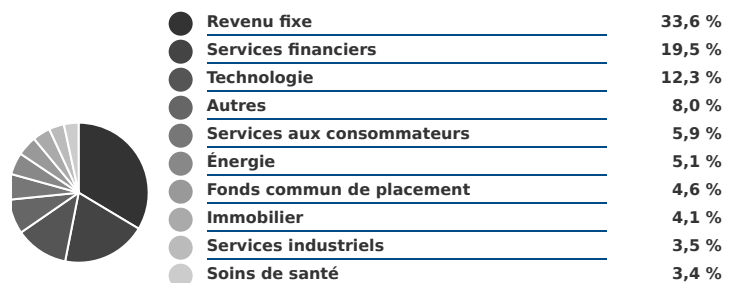 Revenu fixe 33,6 %
Services financiers 19,5 %
Technologie 12,3 %
Autres 8,0 %
Services aux consommateurs 5,9 %
Énergie 5,1 %
Fonds commun de placement 4,6 %
Immobilier 4,1 %
Services industriels 3,5 %
Soins de santé 3,4 %